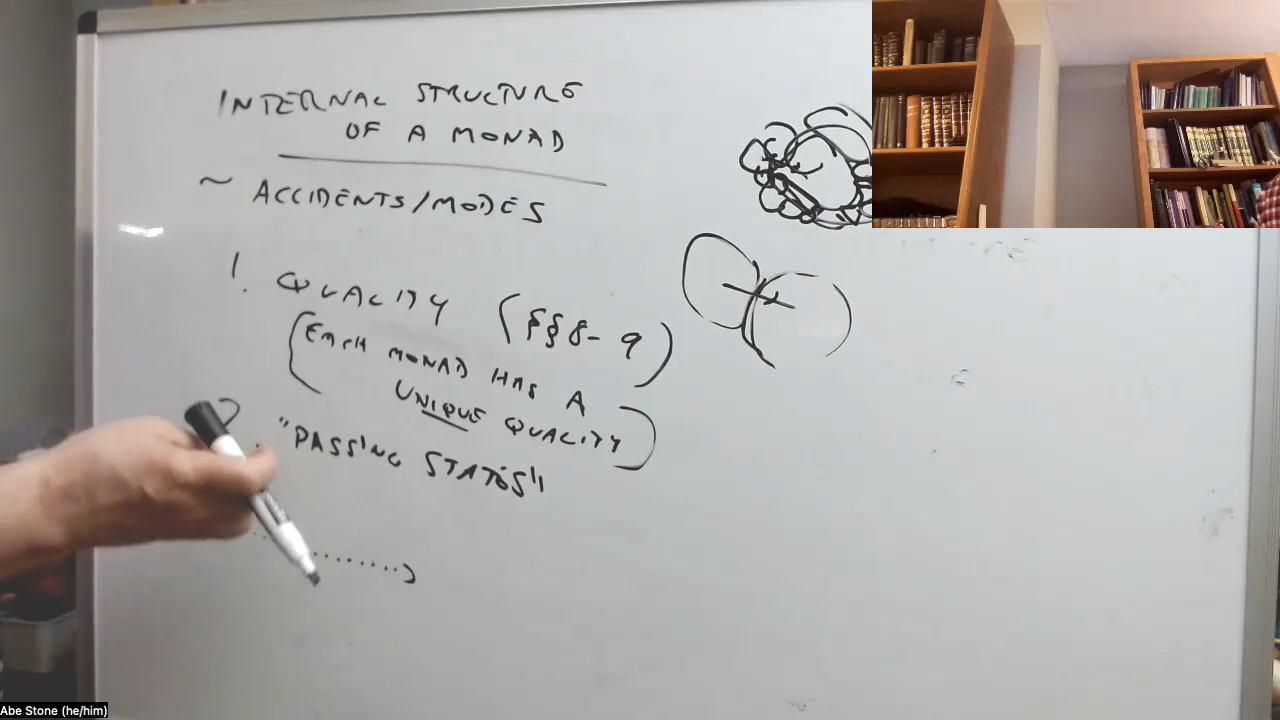 INTERNAL STRUCTURE
OF A MONAD
~ ACCIDENTS/MODES
1. QUALITY (§§8-9)
(EACH MONAD HAS A
UNIQUE QUALITY)
2. "PASSING STATES"
Abe Stone (he/him)